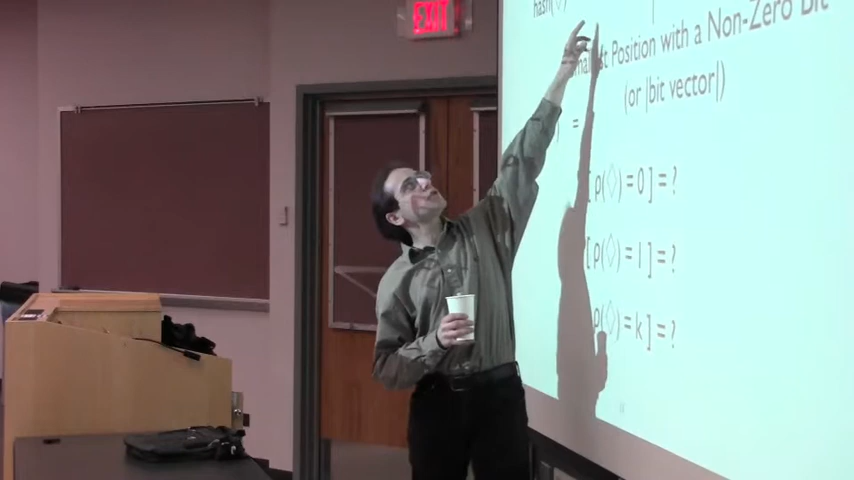 EXIT
hash(◇)
Position with a Non-Zero Bit
(or |bit vector|)
=
[ρ(◇)=0]=?
[ρ(◇)=1]=?
ρ(◇)=k]=?